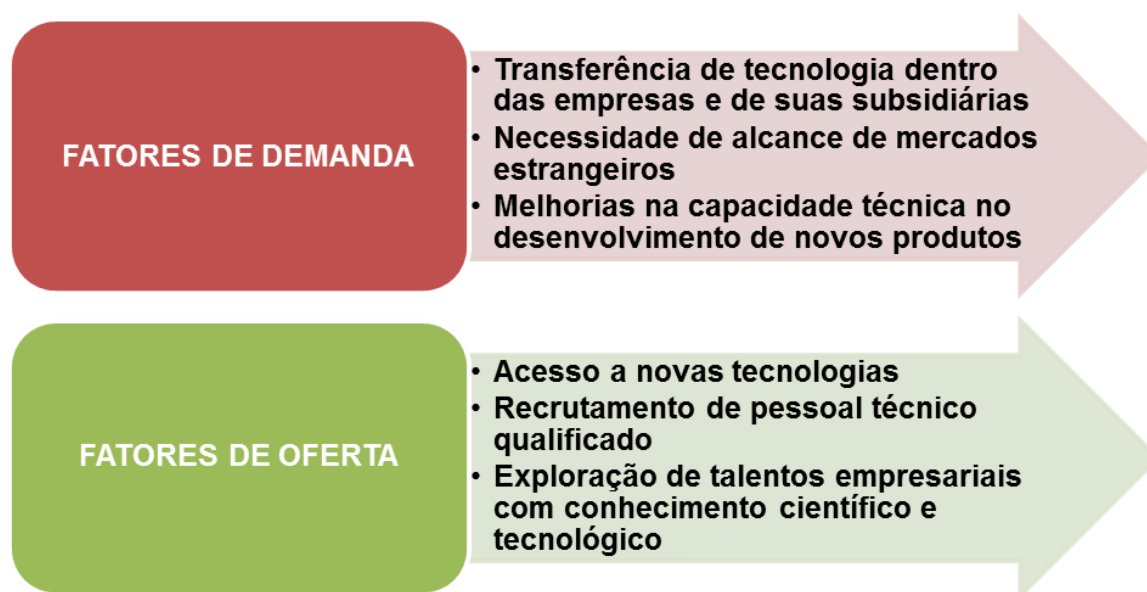 FATORES DE DEMANDA
• Transferência de tecnologia dentro
das empresas e de suas subsidiárias
• Necessidade de alcance de mercados
estrangeiros
• Melhorias na capacidade técnica no
desenvolvimento de novos produtos
FATORES DE OFERTA
• Acesso a novas tecnologias
• Recrutamento de pessoal técnico
qualificado
• Exploração de talentos empresariais
com conhecimento científico e
tecnológico